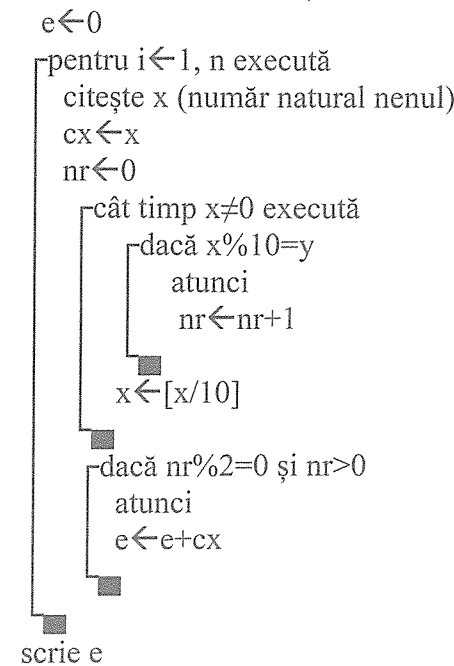 e←0
pentru i←1, n execută
citește x (număr natural nenul)
cx←x
nr←0
cât timp x≠0 execută
dacă x%10=y
atunci
nr←nr+1
x←[x/10]
dacă nr%2=0 și nr>0
atunci
e←e+cx
scrie e